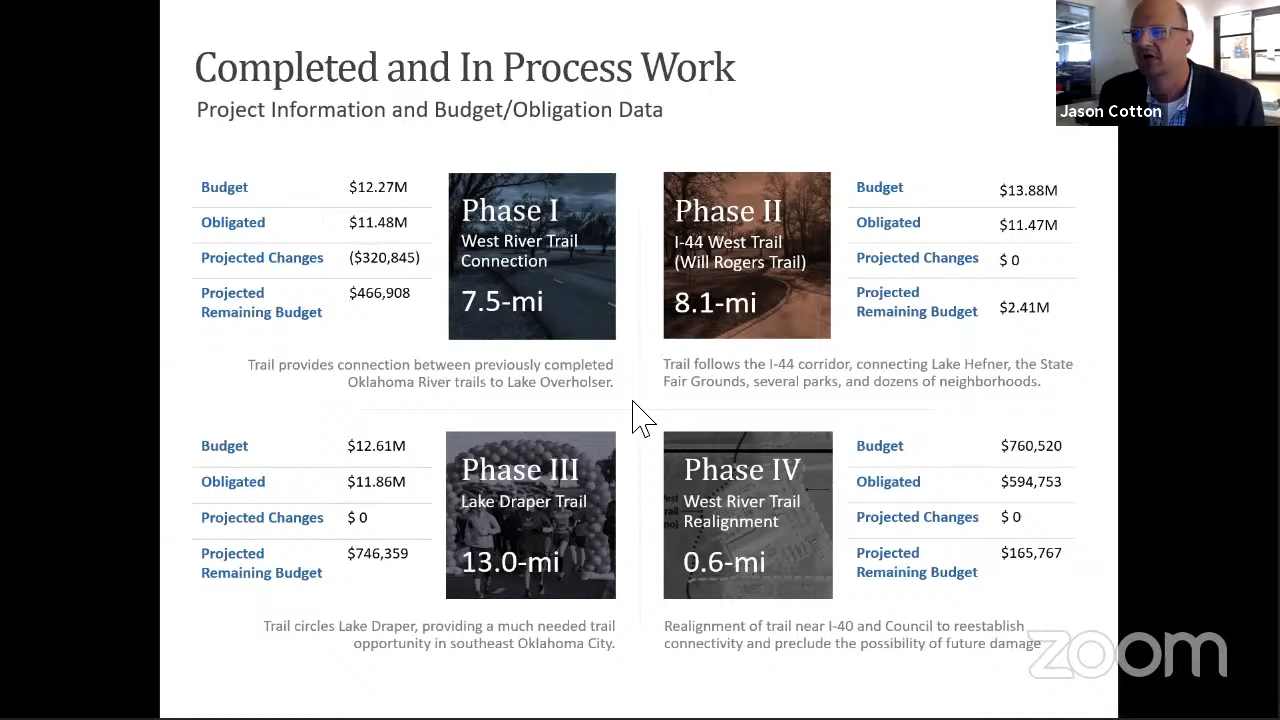 Completed and In Process Work
Project Information and Budget/Obligation Data
Jason Cotton
Budget $12.27M
Obligated $11.48M
Projected Changes ($320,845)
Projected $466,908
Remaining Budget
Phase I
West River Trail
Connection
7.5-mi
Trail provides connection between previously completed
Oklahoma River trails to Lake Overholser.
Phase II
I-44 West Trail
(Will Rogers Trail)
8.1-mi
Budget $13.88M
Obligated $11.47M
Projected Changes $ 0
Projected
Remaining Budget $2.41M
Trail follows the I-44 corridor, connecting Lake Hefner, the State
Fair Grounds, several parks, and dozens of neighborhoods.
Budget $12.61M
Obligated $11.86M
Projected Changes $ 0
Projected $746,359
Remaining Budget
Phase III
Lake Draper Trail
13.0-mi
Trail circles Lake Draper, providing a much needed trail
opportunity in southeast Oklahoma City.
Phase IV
West River Trail
Realignment
0.6-mi
Budget $760,520
Obligated $594,753
Projected Changes $ 0
Projected $165,767
Remaining Budget
Realignment of trail near I-40 and Council to reestablish
connectivity and preclude the possibility of future damage
zoom